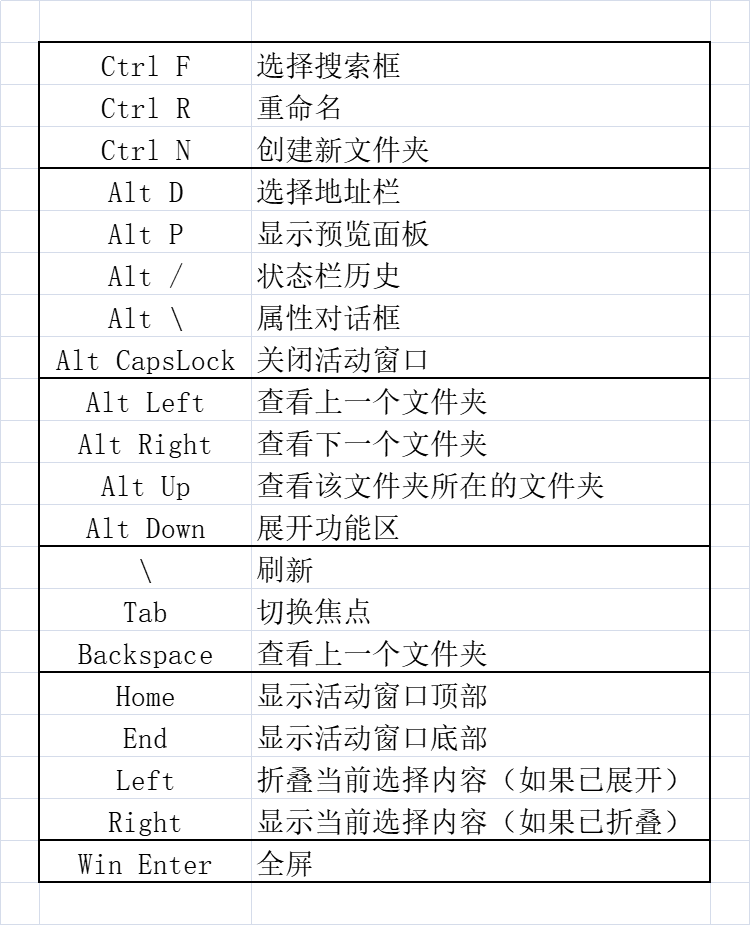 Ctrl F 选择搜索框
Ctrl R 重命名
Ctrl N 创建新文件夹
Alt D 选择地址栏
Alt P 显示预览面板
Alt / 状态栏历史
Alt \ 属性对话框
Alt CapsLock 关闭活动窗口
Alt Left 查看上一个文件夹
Alt Right 查看下一个文件夹
Alt Up 查看该文件夹所在的文件夹
Alt Down 展开功能区
\ 刷新
Tab 切换焦点
Backspace 查看上一个文件夹
Home 显示活动窗口顶部
End 显示活动窗口底部
Left 折叠当前选择内容（如果已展开）
Right 显示当前选择内容（如果已折叠）
Win Enter 全屏